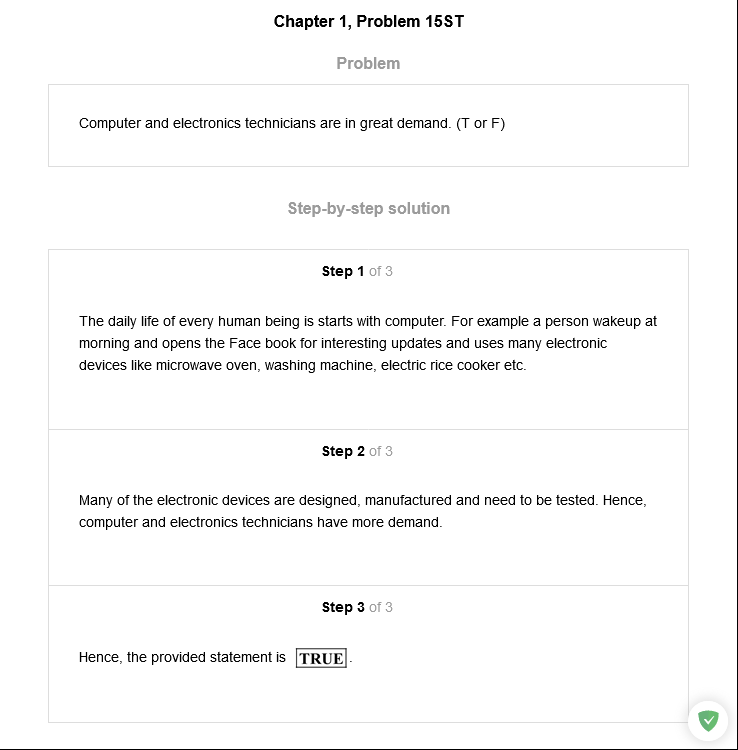 Chapter 1, Problem 15ST
Problem
Computer and electronics technicians are in great demand. (T or F)
Step-by-step solution
Step 1 of 3
The daily life of every human being is starts with computer. For example a person wakeup at
morning and opens the Face book for interesting updates and uses many electronic
devices like microwave oven, washing machine, electric rice cooker etc.
Step 2 of 3
Many of the electronic devices are designed, manufactured and need to be tested. Hence,
computer and electronics technicians have more demand.
Step 3 of 3
Hence, the provided statement is TRUE.